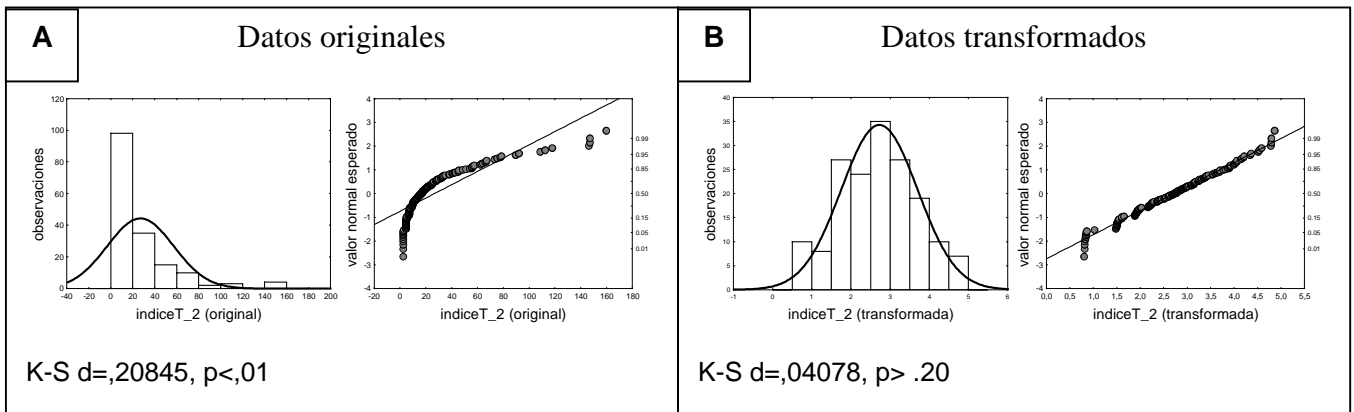 A
Datos originales
120
100
80
60
40
20
0
observaciones
-40 -20 0 20 40 60 80 100 120 140 160 180 200
indiceT_2 (original)
4
3
2
1
0
-1
-2
-3
-4
valor normal esperado
0.99
0.95
0.85
0.50
0.15
0.05
0.01
-20 0 20 40 60 80 100 120 140 160 180
indiceT_2 (original)
K-S d=,20845, p<,01
B
Datos transformados
40
35
30
25
20
15
10
5
0
observaciones
-1 0 1 2 3 4 5 6
indiceT_2 (transformada)
4
3
2
1
0
-1
-2
-3
-4
valor normal esperado
0.99
0.95
0.85
0.50
0.15
0.05
0.01
0,0 0,5 1,0 1,5 2,0 2,5 3,0 3,5 4,0 4,5 5,0 5,5
indiceT_2 (transformada)
K-S d=,04078, p> .20